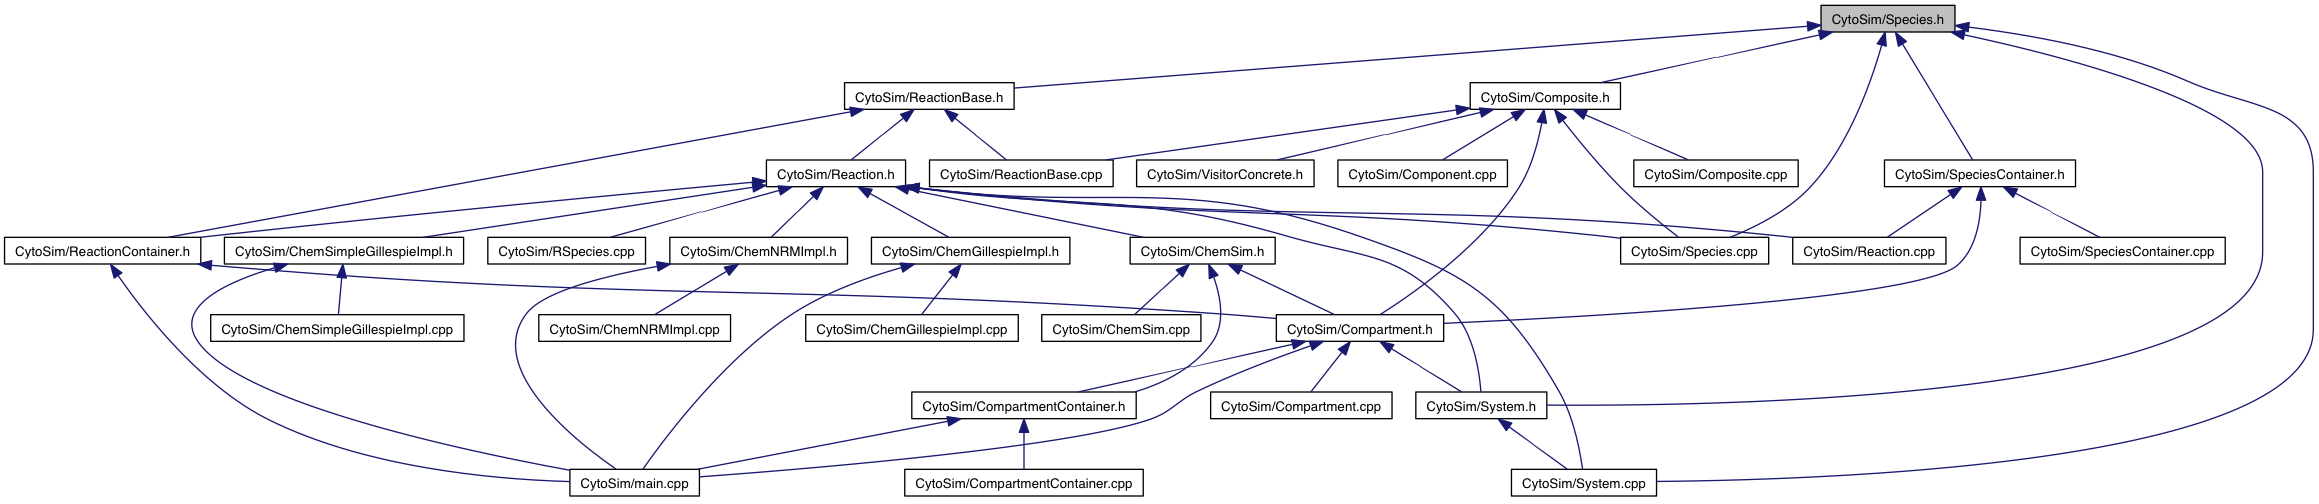 CytoSim/Species.h
CytoSim/ReactionBase.h
CytoSim/Composite.h
CytoSim/Reaction.h
CytoSim/ReactionBase.cpp
CytoSim/VisitorConcrete.h
CytoSim/Component.cpp
CytoSim/Composite.cpp
CytoSim/SpeciesContainer.h
CytoSim/ReactionContainer.h
CytoSim/ChemSimpleGillespieImpl.h
CytoSim/RSpecies.cpp
CytoSim/ChemNRMImpl.h
CytoSim/ChemGillespieImpl.h
CytoSim/ChemSim.h
CytoSim/Species.cpp
CytoSim/Reaction.cpp
CytoSim/SpeciesContainer.cpp
CytoSim/ChemSimpleGillespieImpl.cpp
CytoSim/ChemNRMImpl.cpp
CytoSim/ChemGillespieImpl.cpp
CytoSim/ChemSim.cpp
CytoSim/Compartment.h
CytoSim/CompartmentContainer.h
CytoSim/Compartment.cpp
CytoSim/System.h
CytoSim/main.cpp
CytoSim/CompartmentContainer.cpp
CytoSim/System.cpp